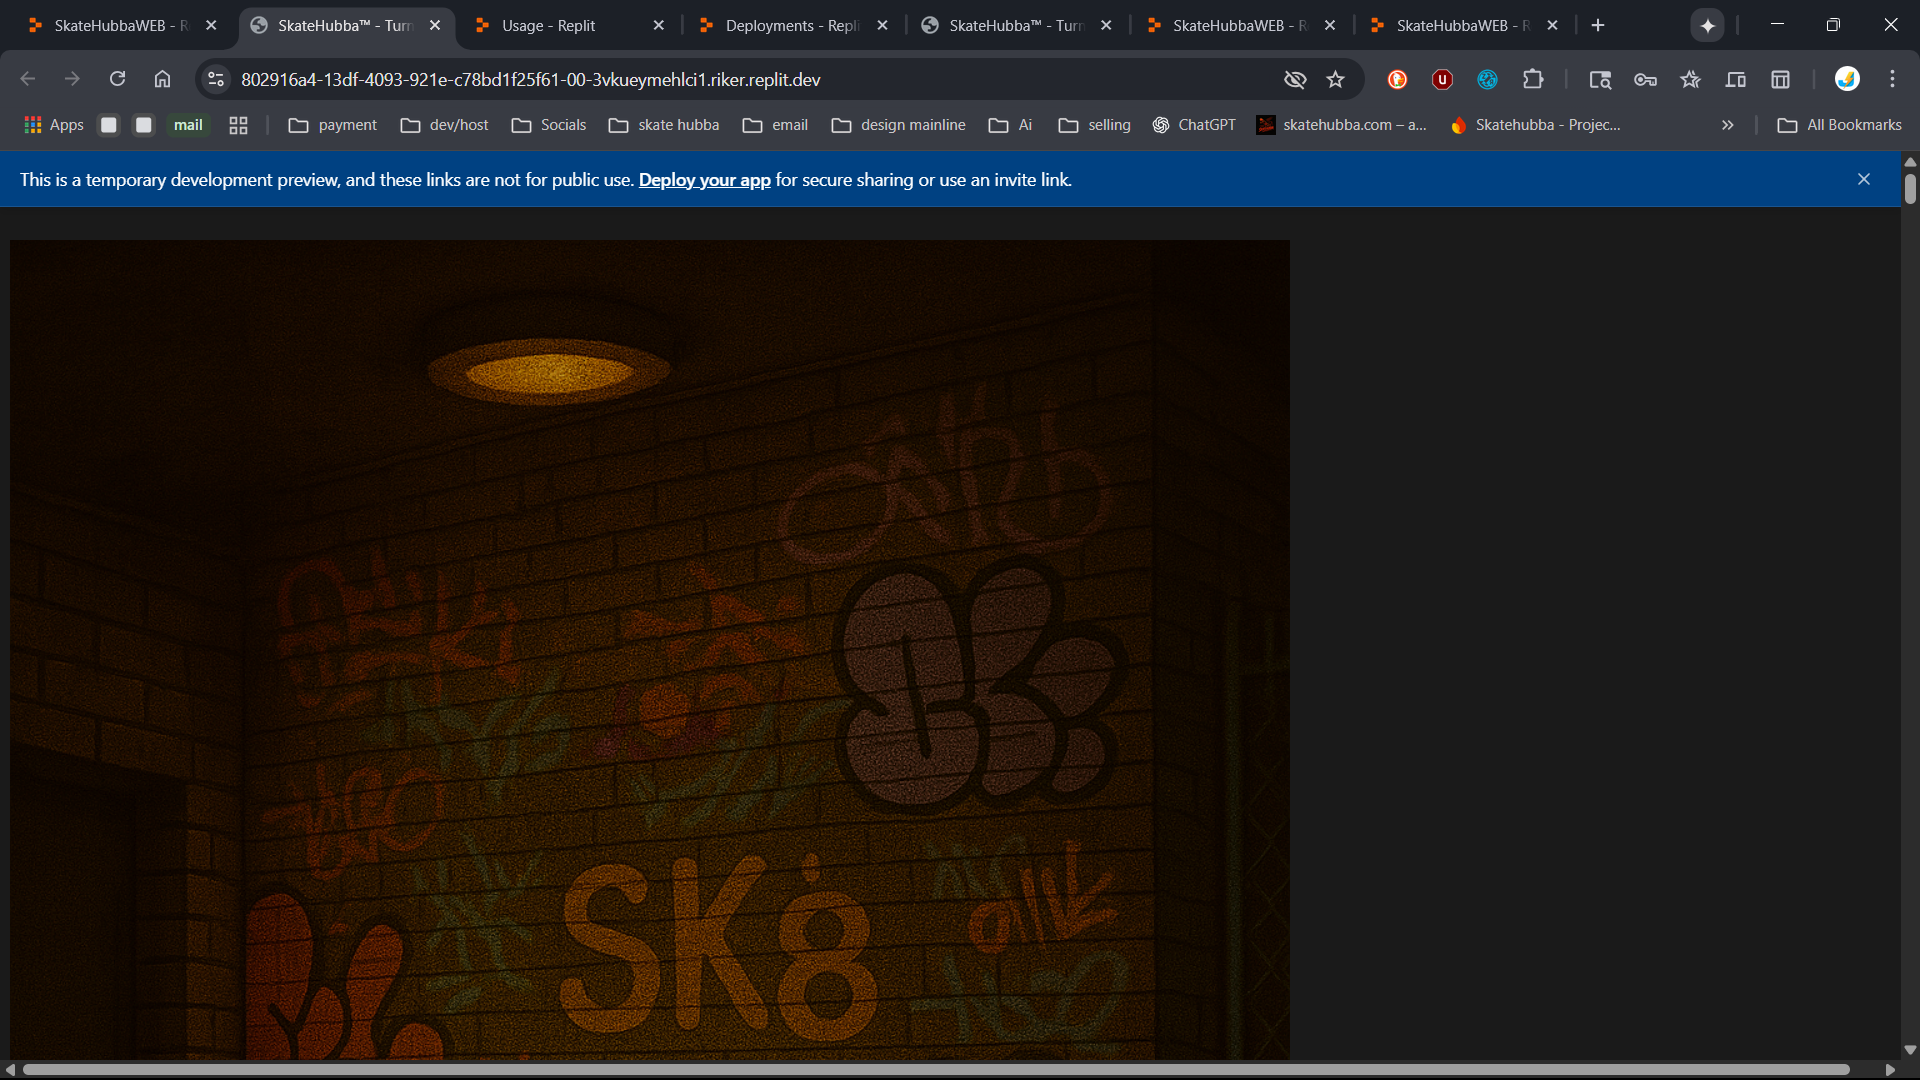 SkateHubbaWEB - R
SkateHubba™ - Turn
Usage - Replit
Deployments - Repli
SkateHubba™ - Turn
SkateHubbaWEB - R
SkateHubbaWEB - R
802916a4-13df-4093-921e-c78bd1f25f61-00-3vkueymehlci1.riker.replit.dev
Apps
mail
payment
dev/host
Socials
skate hubba
email
design mainline
Ai
selling
ChatGPT
skatehubba.com – a...
Skatehubba - Projec...
All Bookmarks
This is a temporary development preview, and these links are not for public use. Deploy your app for secure sharing or use an invite link.
SK8